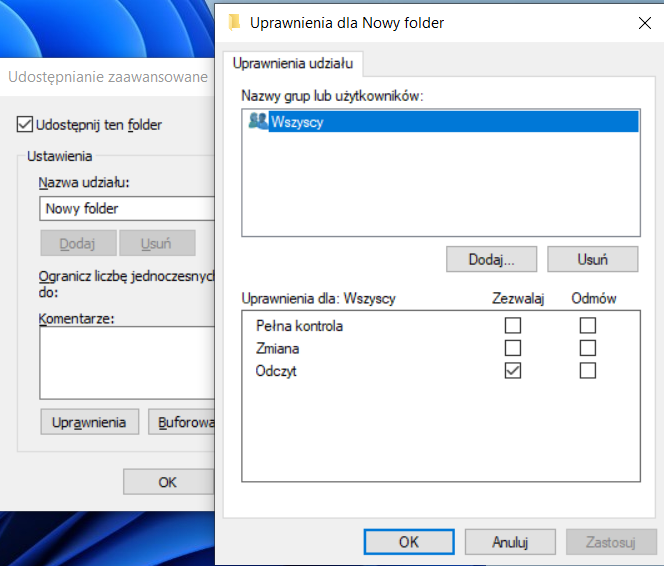 Udostępnianie zaawansowane
Udostępnij ten folder
Ustawienia
Nazwa udziału:
Nowy folder
Dodaj
Usuń
Ogranicz liczbę jednoczesnych
do:
Komentarze:
Uprawnienia
OK
Uprawnienia dla Nowy folder
Uprawnienia udziału
Nazwy grup lub użytkowników:
Wszyscy
Dodaj...
Usuń
Uprawnienia dla: Wszyscy
Zezwalaj
Odmów
Pełna kontrola
Zmiana
Odczyt
OK
Anuluj
Zastosuj